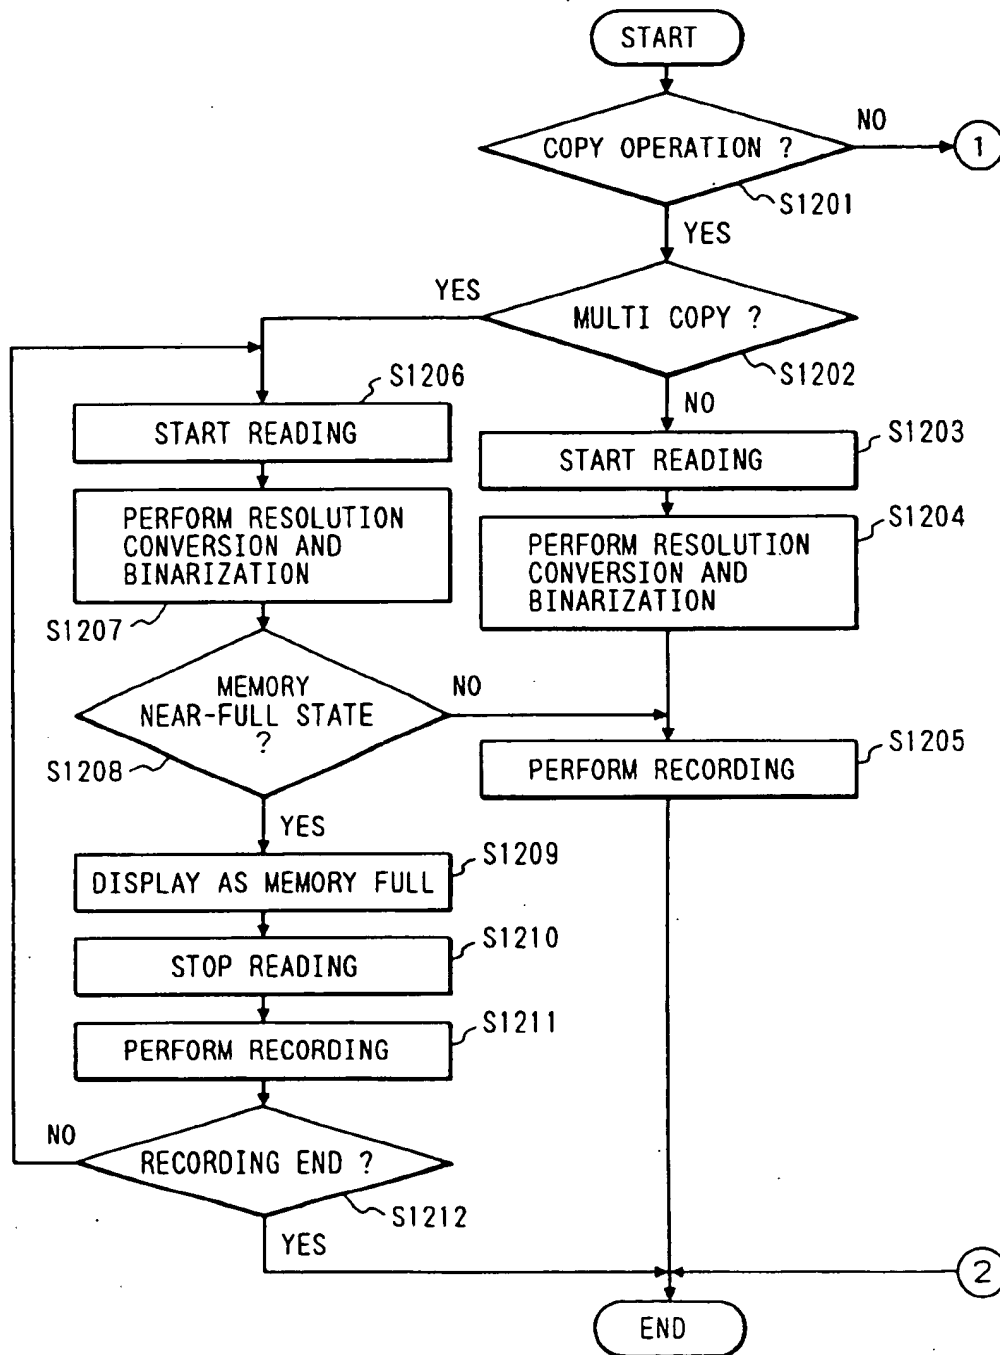 START
COPY OPERATION ?
NO
1
S1201
YES
YES
MULTI COPY ?
S1202
NO
S1206
START READING
S1203
START READING
PERFORM RESOLUTION
CONVERSION AND
BINARIZATION
S1207
S1204
PERFORM RESOLUTION
CONVERSION AND
BINARIZATION
MEMORY
NEAR-FULL STATE
?
NO
S1208
S1205
PERFORM RECORDING
YES
S1209
DISPLAY AS MEMORY FULL
S1210
STOP READING
S1211
PERFORM RECORDING
NO
RECORDING END ?
S1212
YES
2
END